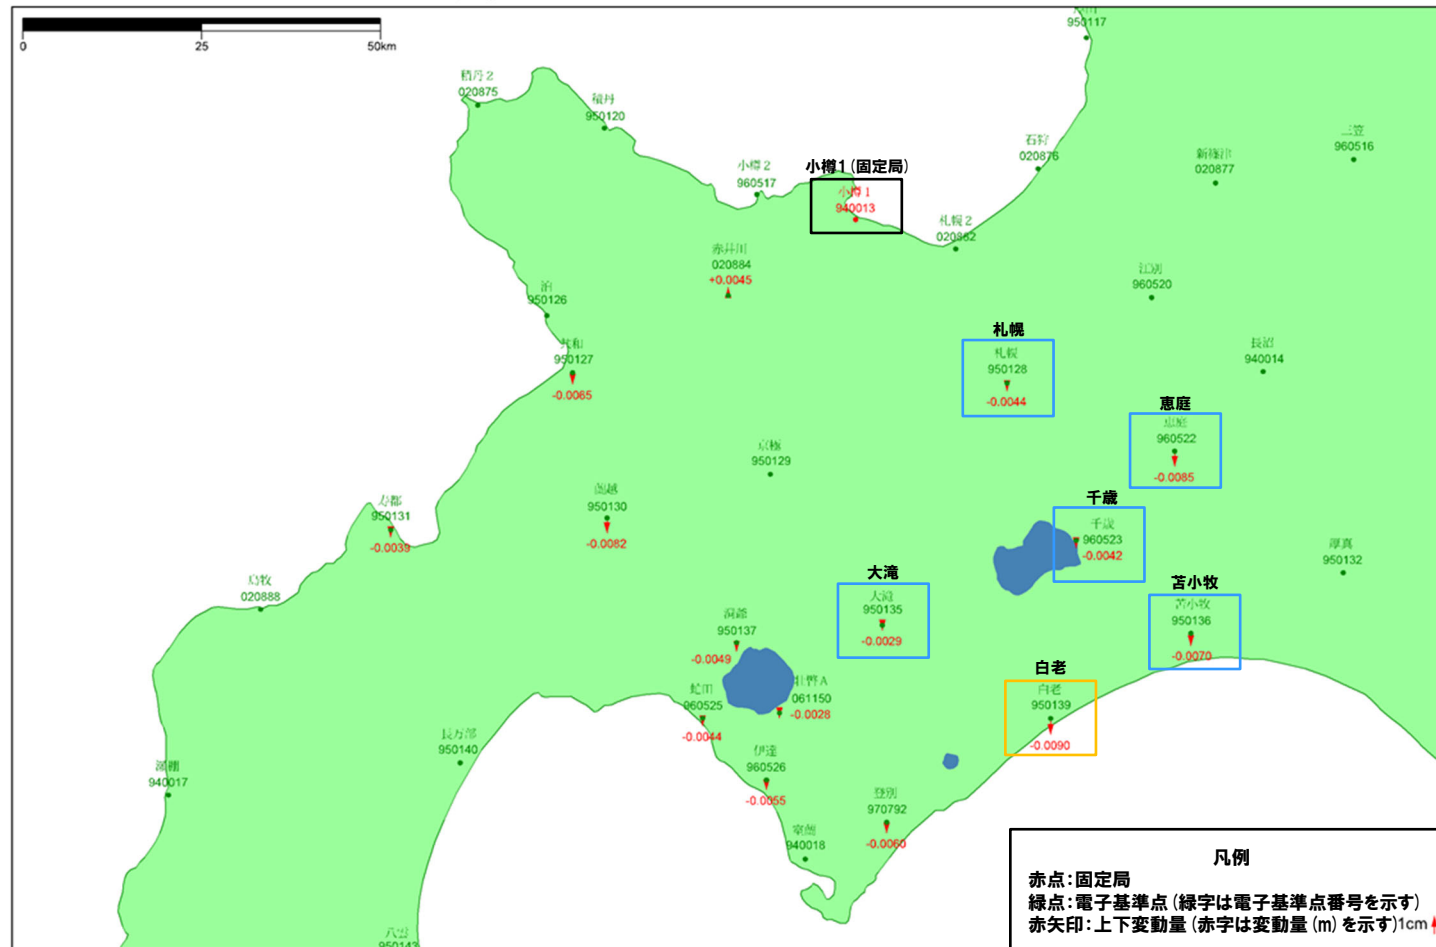 950117
0
25
50km
積丹２
020875
積丹
950120
石狩
020876
三笠
960516
新篠津
020877
小樽２
960517
小樽1（固定局）
小樽１
940013
札幌２
020882
赤井川
020884
+0.0045
江別
960520
泊
950126
共和
950127
-0.0065
札幌
札幌
950128
-0.0044
長沼
940014
恵庭
恵庭
960522
-0.0085
京極
950129
蘭越
950130
-0.0082
寿都
950131
-0.0039
千歳
千歳
960523
-0.0042
厚真
950132
島牧
020888
大滝
大滝
950135
-0.0029
苫小牧
苫小牧
950136
-0.0070
洞爺
950137
-0.0049
白老
白老
950139
-0.0090
壮瞥A
061150
-0.0028
虻田
960525
-0.0044
長万部
950140
伊達
960526
-0.0055
940017
登別
970792
-0.0060
室蘭
940018
八雲
950143
凡例
赤点：固定局
緑点：電子基準点（緑字は電子基準点番号を示す）
赤矢印：上下変動量（赤字は変動量（m）を示す）1cm